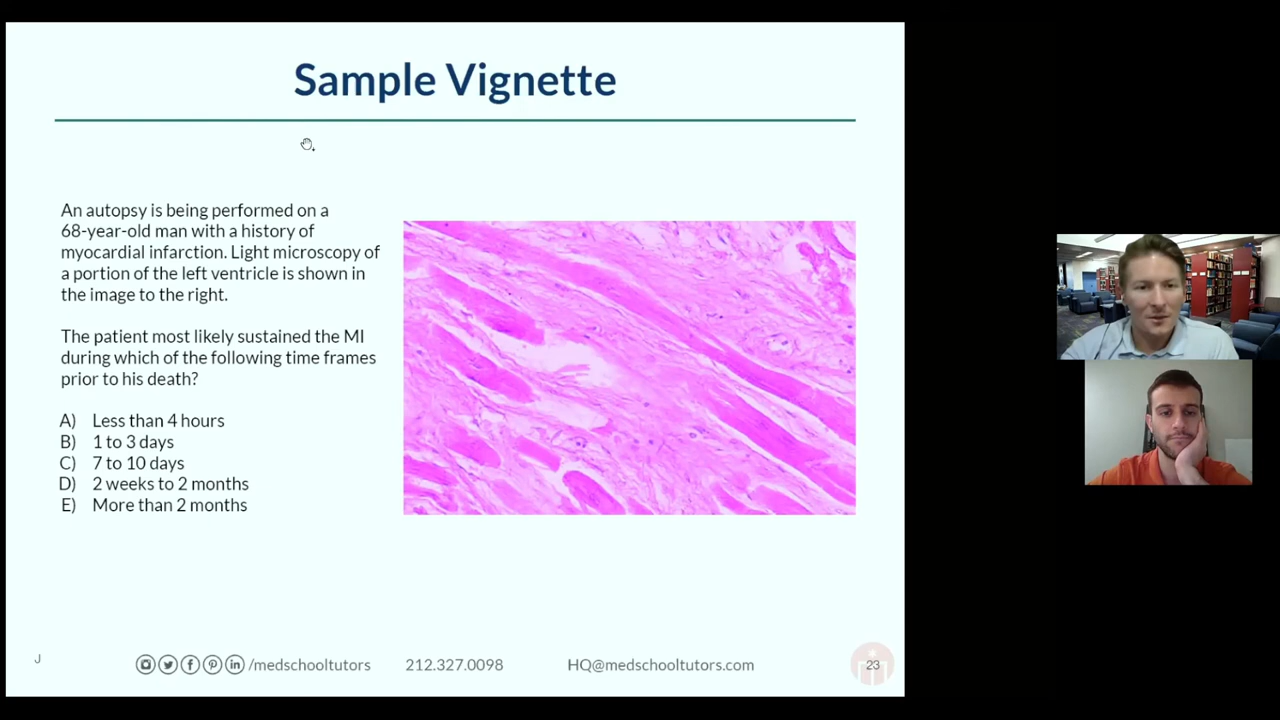 Sample Vignette
An autopsy is being performed on a
68-year-old man with a history of
myocardial infarction. Light microscopy of
a portion of the left ventricle is shown in
the image to the right.
The patient most likely sustained the MI
during which of the following time frames
prior to his death?
A) Less than 4 hours
B) 1 to 3 days
C) 7 to 10 days
D) 2 weeks to 2 months
E) More than 2 months
J
/medschooltutors 212.327.0098 HQ@medschooltutors.com 23